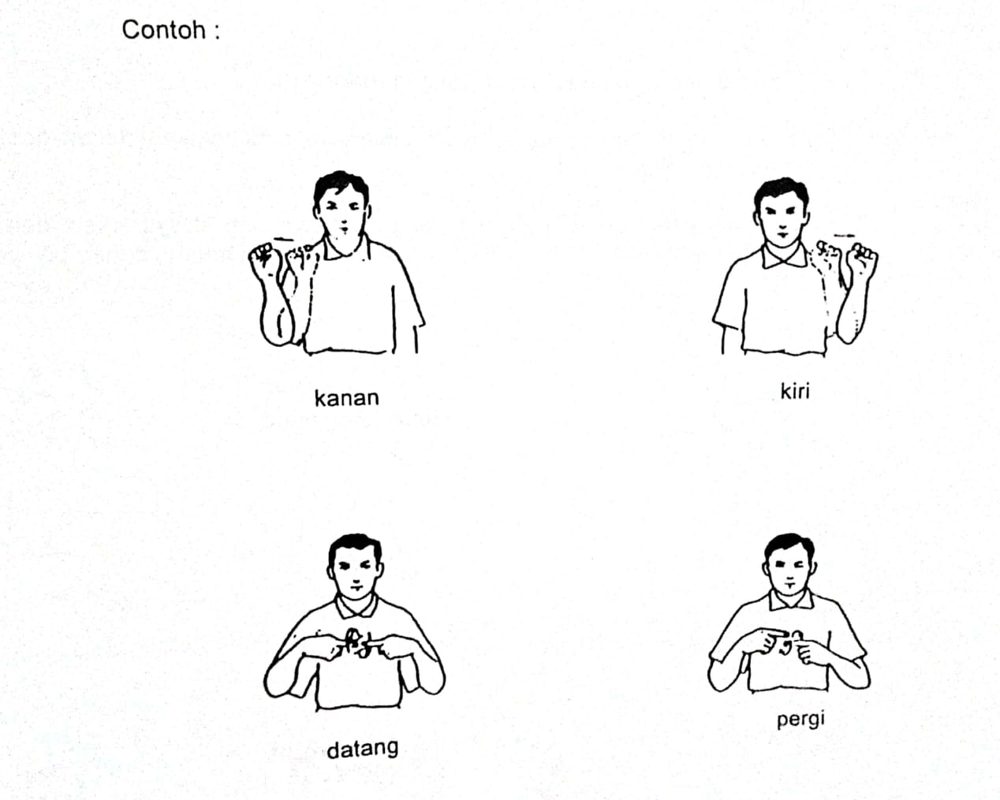 Contoh :
kanan
kiri
datang
pergi